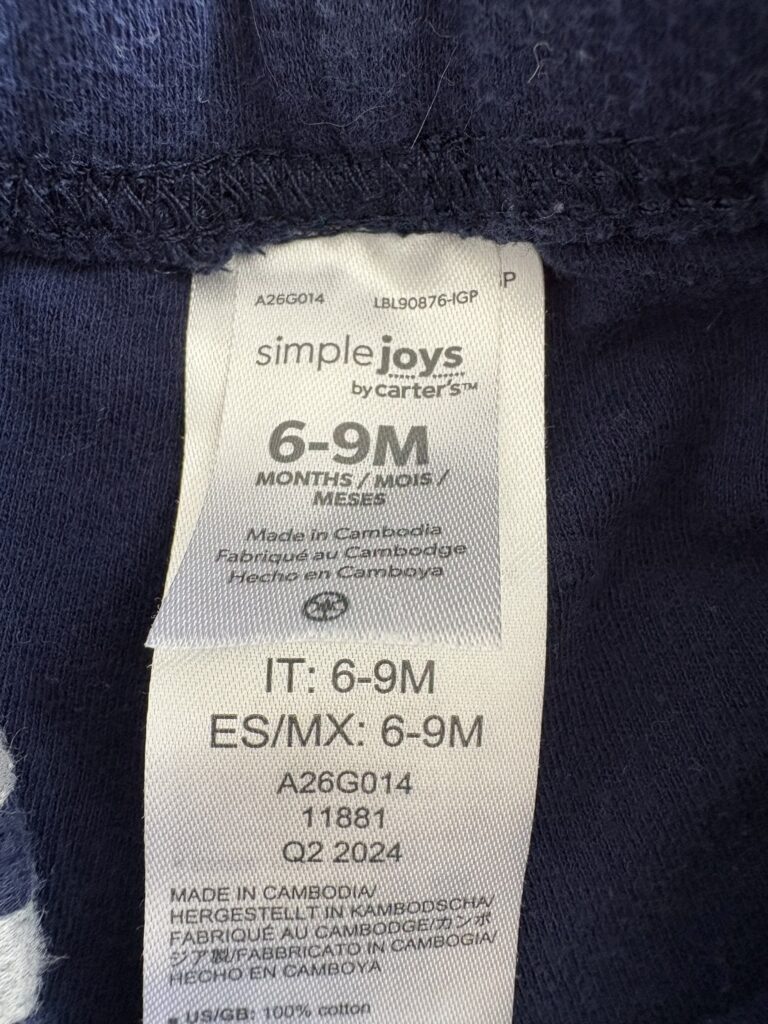 A26G014 LBL90876-IGP
P
simple joys
by carter's™
6-9M
MONTHS / MOIS /
MESES
Made in Cambodia
Fabriqué au Cambodge
Hecho en Camboya
IT: 6-9M
ES/MX: 6-9M
A26G014
11881
Q2 2024
MADE IN CAMBODIA/
HERGESTELLT IN KAMBODSCHA/
FABRIQUÉ AU CAMBODGE/カンボ
ジア製/FABBRICATO IN CAMBOGIA/
HECHO EN CAMBOYA
US/GB: 100% cotton